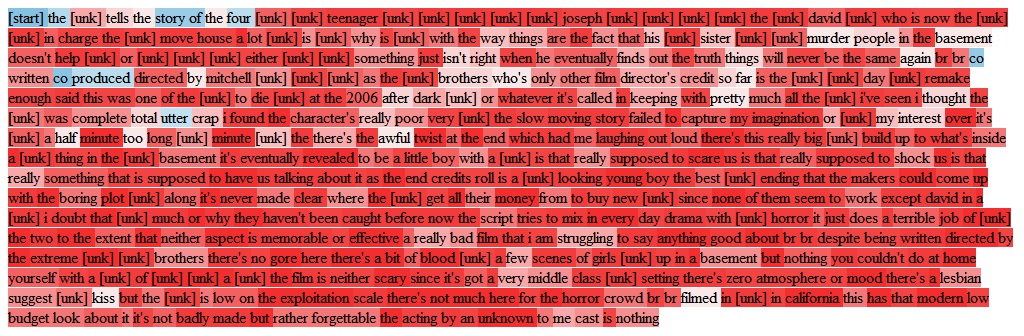 [start] the [unk] tells the story of the four [unk] [unk] teenager [unk] [unk] [unk] [unk] [unk] joseph [unk] [unk] [unk] [unk] the [unk] david [unk] who is now the [unk]
[unk] in charge the [unk] move house a lot [unk] is [unk] why is [unk] with the way things are the fact that his [unk] sister [unk] [unk] murder people in the basement
doesn't help [unk] or [unk] [unk] [unk] either [unk] [unk] something just isn't right when he eventually finds out the truth things will never be the same again br br co
written co produced directed by mitchell [unk] [unk] [unk] as the [unk] brothers who's only other film director's credit so far is the [unk] [unk] day [unk] remake
enough said this was one of the [unk] to die [unk] at the 2006 after dark [unk] or whatever it's called in keeping with pretty much all the [unk] i've seen i thought the
[unk] was complete total utter crap i found the character's really poor very [unk] the slow moving story failed to capture my imagination or [unk] my interest over it's
[unk] a half minute too long [unk] minute [unk] the there's the awful twist at the end which had me laughing out loud there's this really big [unk] build up to what's inside
a [unk] thing in the [unk] basement it's eventually revealed to be a little boy with a [unk] is that really supposed to scare us is that really supposed to shock us is that
really something that is supposed to have us talking about it as the end credits roll is a [unk] looking young boy the best [unk] ending that the makers could come up
with the boring plot [unk] along it's never made clear where the [unk] get all their money from to buy new [unk] since none of them seem to work except david in a
[unk] i doubt that [unk] much or why they haven't been caught before now the script tries to mix in every day drama with [unk] horror it just does a terrible job of [unk]
the two to the extent that neither aspect is memorable or effective a really bad film that i am struggling to say anything good about br br despite being written directed by
the extreme [unk] [unk] brothers there's no gore here there's a bit of blood [unk] a few scenes of girls [unk] up in a basement but nothing you couldn't do at home
yourself with a [unk] of [unk] [unk] a [unk] the film is neither scary since it's got a very middle class [unk] setting there's zero atmosphere or mood there's a lesbian
suggest [unk] kiss but the [unk] is low on the exploitation scale there's not much here for the horror crowd br br filmed in [unk] in california this has that modern low
budget look about it it's not badly made but rather forgettable the acting by an unknown to me cast is nothing